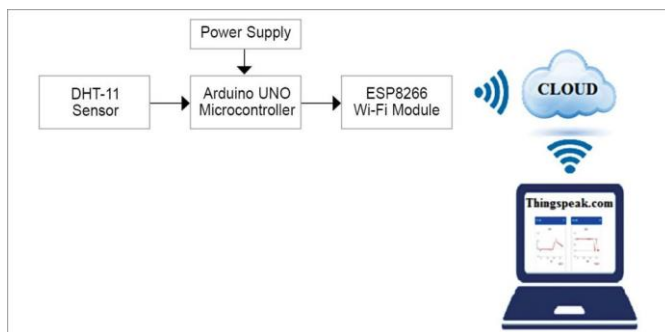 Power Supply
DHT-11
Sensor
Arduino UNO
Microcontroller
ESP8266
Wi-Fi Module
CLOUD
Thingspeak.com